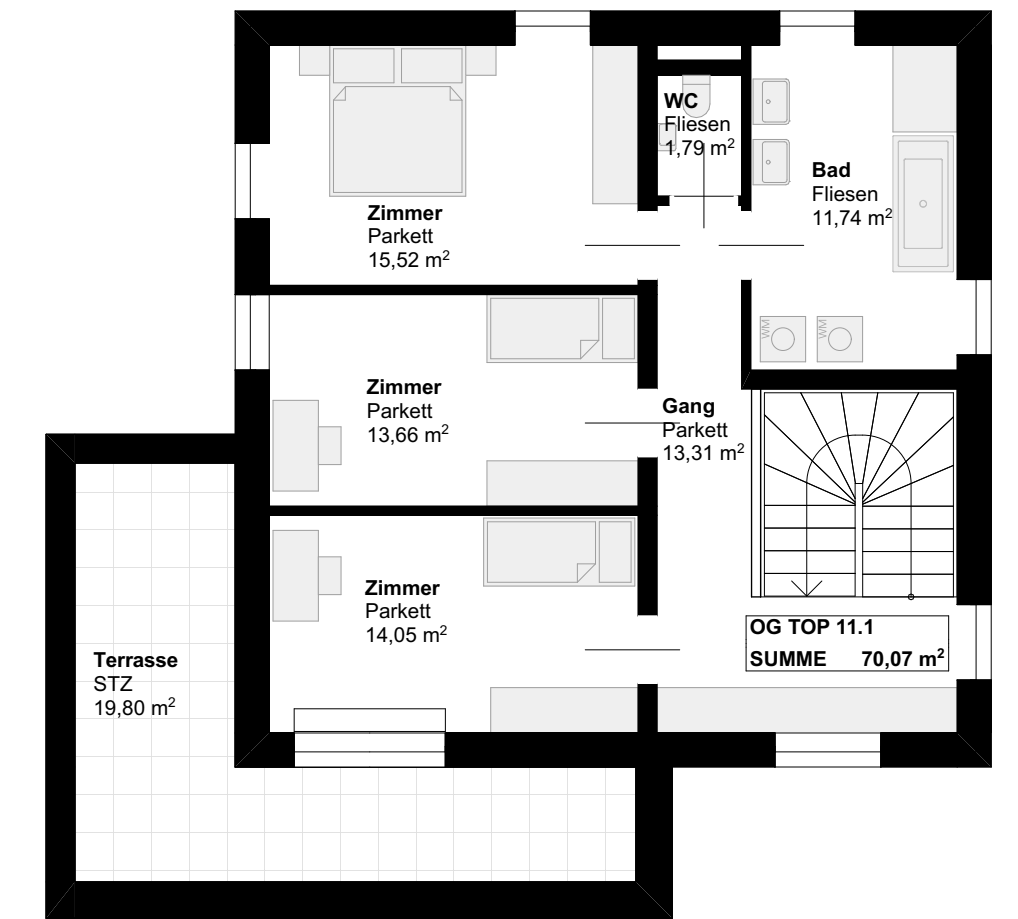 WC
Fliesen
1,79 m²
Bad
Fliesen
11,74 m²
Zimmer
Parkett
15,52 m²
WM
WM
Zimmer
Parkett
13,66 m²
Gang
Parkett
13,31 m²
Zimmer
Parkett
14,05 m²
OG TOP 11.1
SUMME 70,07 m²
Terrasse
STZ
19,80 m²